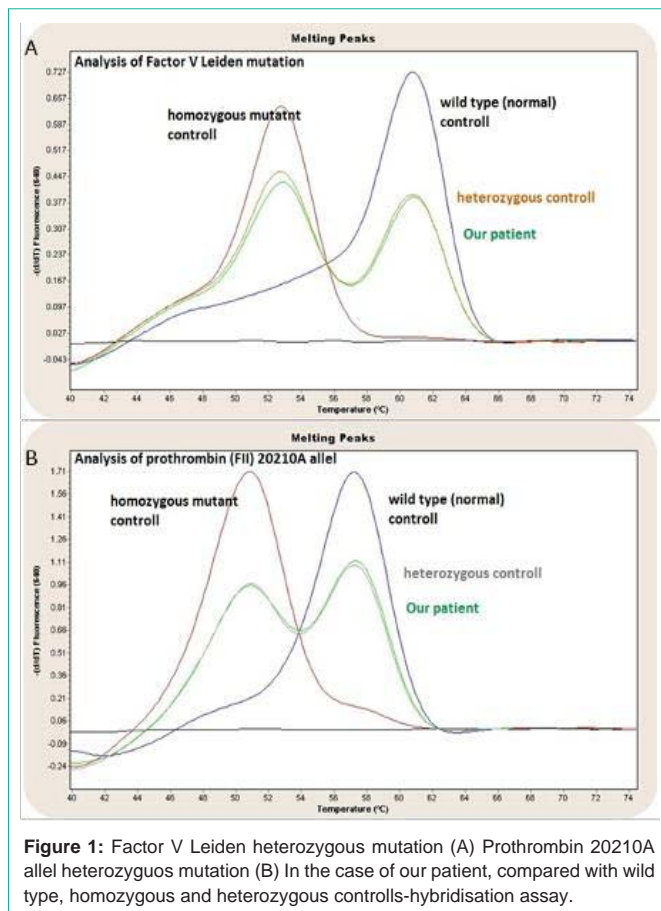 Melting Peaks
A
Analysis of Factor V Leiden mutation
homozygous mutatnt
controll
wild type (normal)
controll
heterozygous controll
Our patient
-(d/dT) Fluorescence (640)
0.727
0.657
0.587
0.517
0.447
0.377
0.307
0.237
0.167
0.097
0.027
-0.043
40 42 44 46 48 50 52 54 56 58 60 62 64 66 68 70 72 74
Temperature (°C)
Melting Peaks
B
Analysis of prothrombin (FII) 20210A allel
homozygous mutant
controll
wild type (normal)
controll
heterozygous controll
Our patient
-(d/dT) Fluorescence (640)
1.71
1.56
1.41
1.26
1.11
0.96
0.81
0.66
0.51
0.36
0.21
0.06
-0.09
-0.24
40 42 44 46 48 50 52 54 56 58 60 62 64 66 68 70 72 74
Temperature (°C)
Figure 1: Factor V Leiden heterozygous mutation (A) Prothrombin 20210A
allel heterozyguos mutuation (B) In the case of our patient, compared with wild
type, homozygous and heterozygous controlls-hybridisation assay.